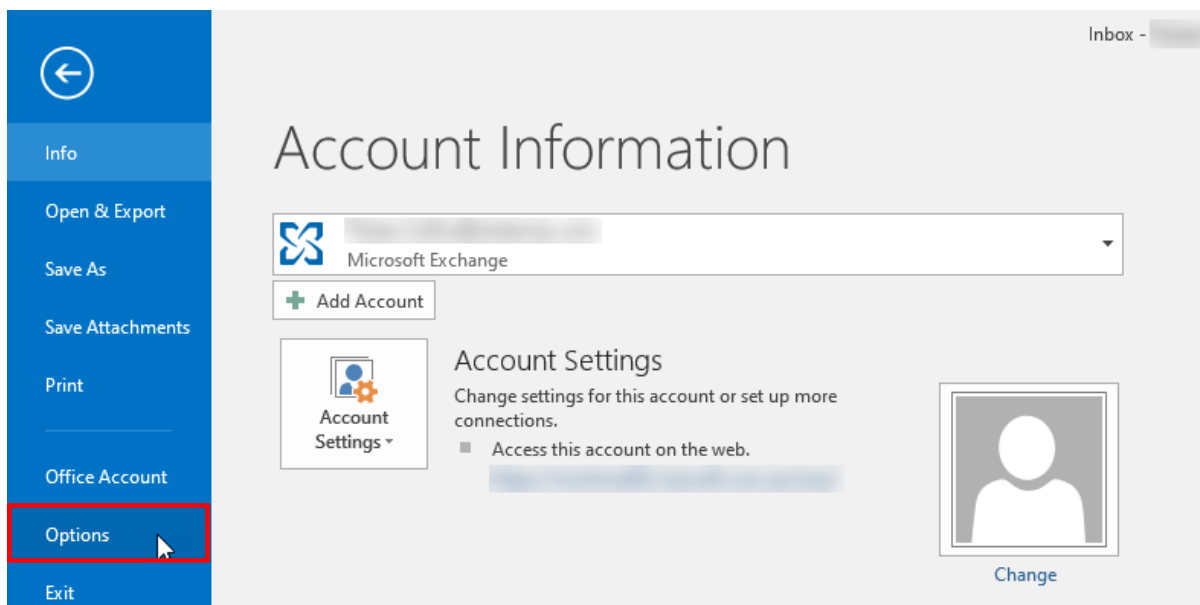 Inbox -
Info
Open & Export
Save As
Save Attachments
Print
Office Account
Options
Exit
Account Information
Microsoft Exchange
Add Account
Account
Settings
Account Settings
Change settings for this account or set up more
connections.
Access this account on the web.
Change